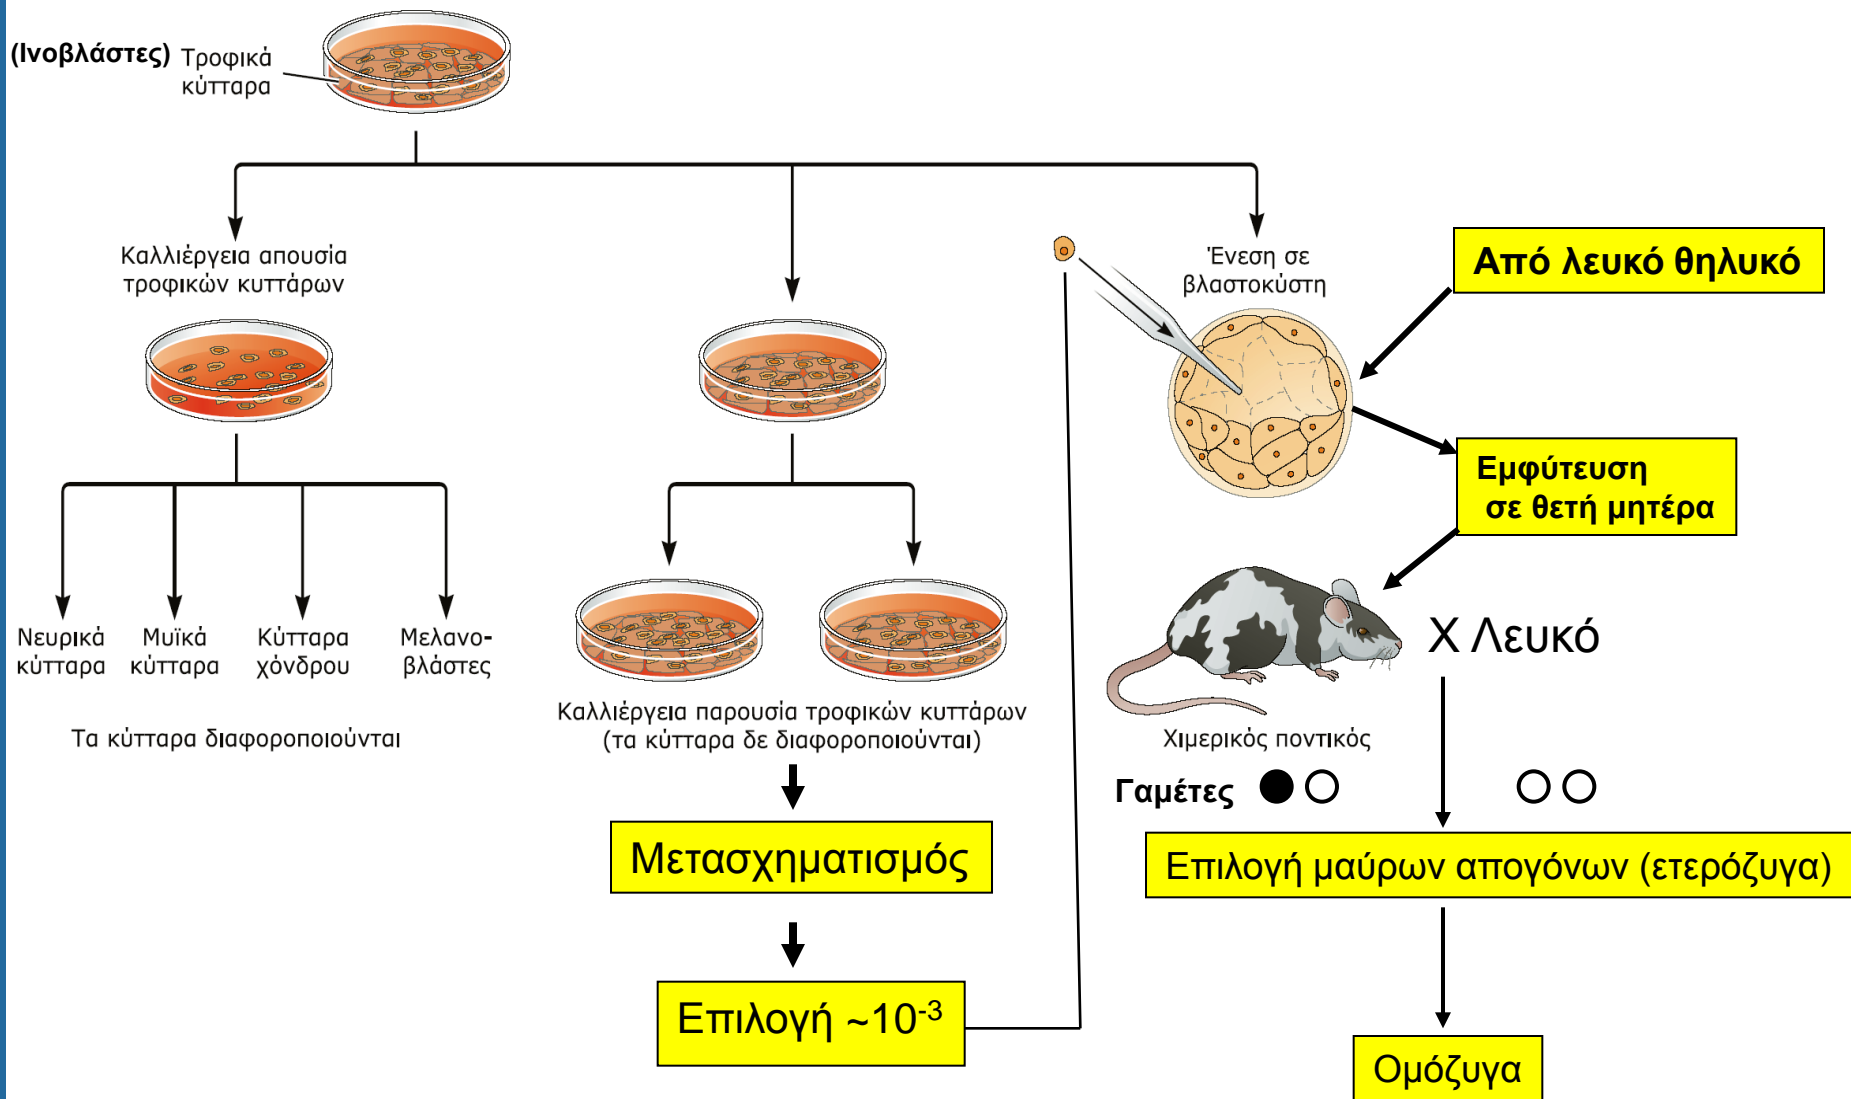 (Ινοβλάστες)
Τροφικά
κύτταρα
Καλλιέργεια απουσία
τροφικών κυττάρων
Ένεση σε
βλαστοκύστη
Από λευκό θηλυκό
Εμφύτευση
σε θετή μητέρα
Νευρικά
κύτταρα
Μυϊκά
κύτταρα
Κύτταρα
χόνδρου
Μελανο-
βλάστες
Τα κύτταρα διαφοροποιούνται
Καλλιέργεια παρουσία τροφικών κυττάρων
(τα κύτταρα δε διαφοροποιούνται)
Χ Λευκό
Χιμερικός ποντικός
Γαμέτες
Μετασχηματισμός
Επιλογή μαύρων απογόνων (ετερόζυγα)
Επιλογή ~10⁻³
Ομόζυγα